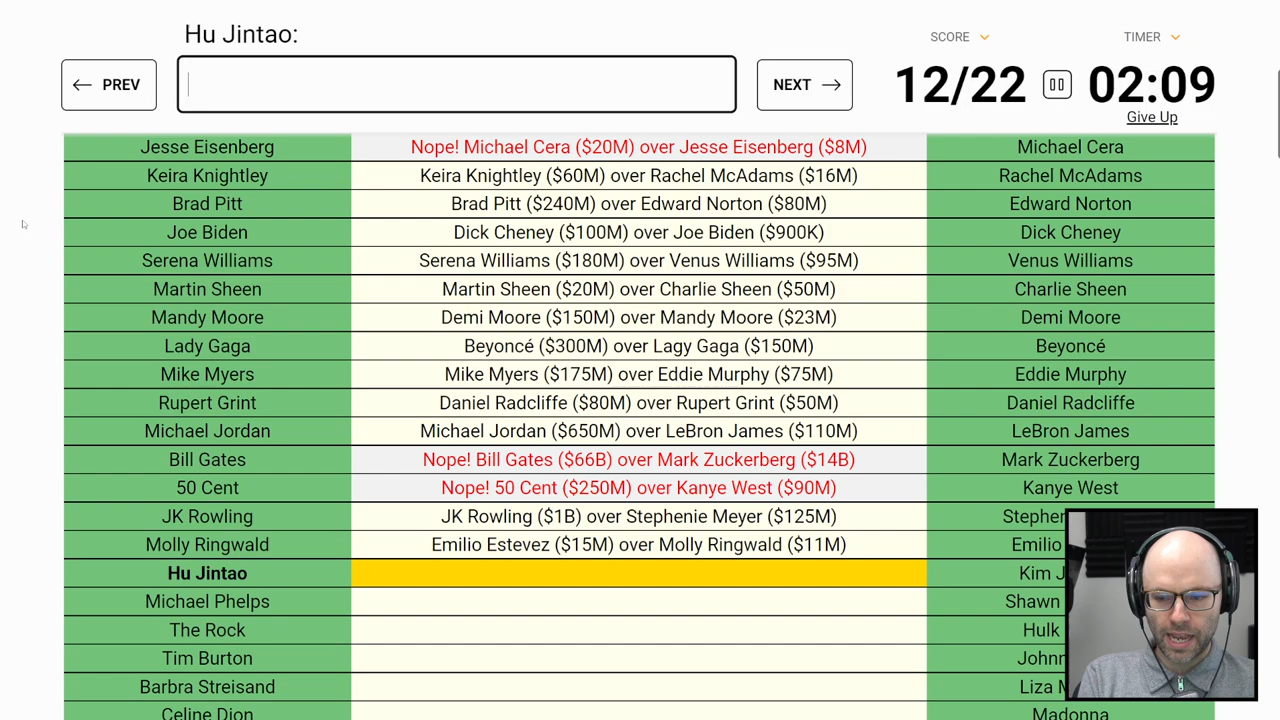 Hu Jintao:
SCORE
TIMER
PREV
NEXT
12/22
02:09
Give Up
Jesse Eisenberg Nope! Michael Cera ($20M) over Jesse Eisenberg ($8M) Michael Cera
Keira Knightley Keira Knightley ($60M) over Rachel McAdams ($16M) Rachel McAdams
Brad Pitt Brad Pitt ($240M) over Edward Norton ($80M) Edward Norton
Joe Biden Dick Cheney ($100M) over Joe Biden ($900K) Dick Cheney
Serena Williams Serena Williams ($180M) over Venus Williams ($95M) Venus Williams
Martin Sheen Martin Sheen ($20M) over Charlie Sheen ($50M) Charlie Sheen
Mandy Moore Demi Moore ($150M) over Mandy Moore ($23M) Demi Moore
Lady Gaga Beyoncé ($300M) over Lagy Gaga ($150M) Beyoncé
Mike Myers Mike Myers ($175M) over Eddie Murphy ($75M) Eddie Murphy
Rupert Grint Daniel Radcliffe ($80M) over Rupert Grint ($50M) Daniel Radcliffe
Michael Jordan Michael Jordan ($650M) over LeBron James ($110M) LeBron James
Bill Gates Nope! Bill Gates ($66B) over Mark Zuckerberg ($14B) Mark Zuckerberg
50 Cent Nope! 50 Cent ($250M) over Kanye West ($90M) Kanye West
JK Rowling JK Rowling ($1B) over Stephenie Meyer ($125M) Stephen
Molly Ringwald Emilio Estevez ($15M) over Molly Ringwald ($11M) Emilio
Hu Jintao Kim J
Michael Phelps Shawn
The Rock Hulk
Tim Burton Johnn
Barbra Streisand Liza M
Celine Dion Madonna